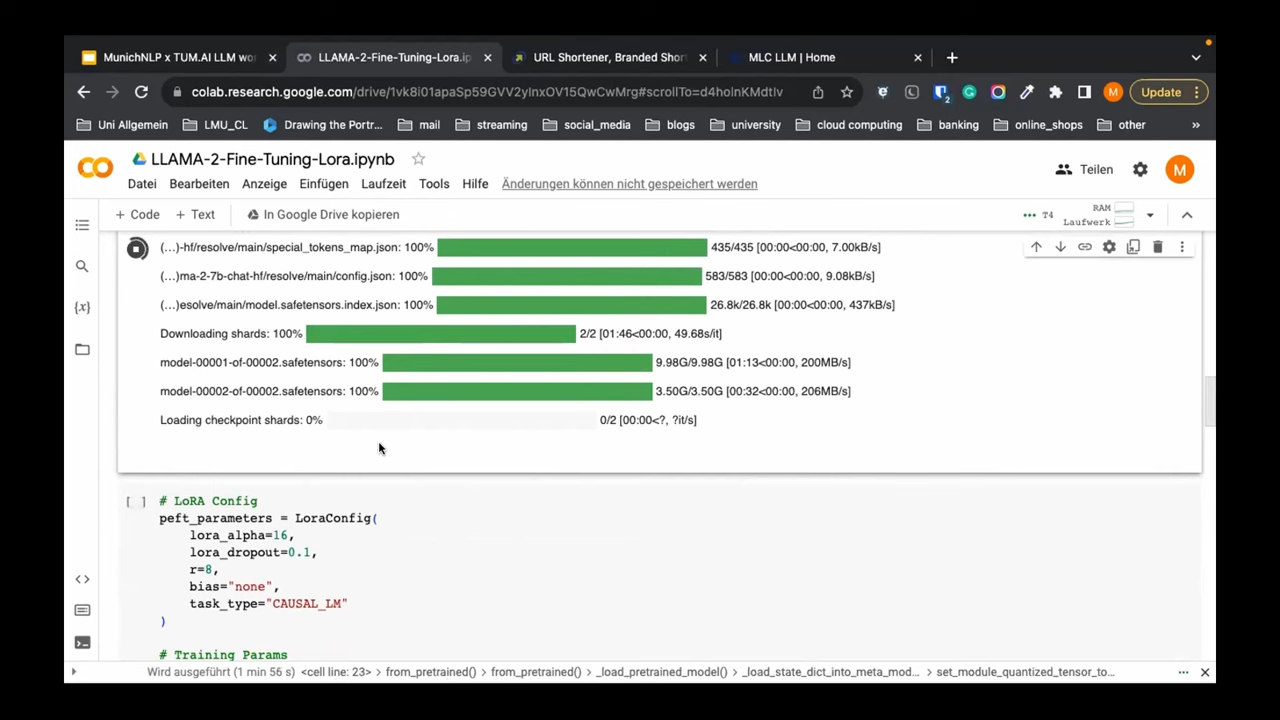 MunichNLP x TUM.AI LLM wo
LLAMA-2-Fine-Tuning-Lora.ip
URL Shortener, Branded Shor
MLC LLM | Home
colab.research.google.com/drive/1vk8i01apaSp59GVV2ylnxOV15QwCwMrg#scrollTo=d4holnKMdtlv
2
M
Update
Uni Allgemein
LMU_CL
Drawing the Portr...
mail
streaming
social_media
blogs
university
cloud computing
banking
online_shops
other
»
CO
LLAMA-2-Fine-Tuning-Lora.ipynb
Teilen
M
Datei Bearbeiten Anzeige Einfügen Laufzeit Tools Hilfe Änderungen können nicht gespeichert werden
+ Code + Text In Google Drive kopieren
T4
RAM
Laufwerk
(…)-hf/resolve/main/special_tokens_map.json: 100% 435/435 [00:00<00:00, 7.00kB/s]
(…)ma-2-7b-chat-hf/resolve/main/config.json: 100% 583/583 [00:00<00:00, 9.08kB/s]
(…)esolve/main/model.safetensors.index.json: 100% 26.8k/26.8k [00:00<00:00, 437kB/s]
Downloading shards: 100% 2/2 [01:46<00:00, 49.68s/it]
model-00001-of-00002.safetensors: 100% 9.98G/9.98G [01:13<00:00, 200MB/s]
model-00002-of-00002.safetensors: 100% 3.50G/3.50G [00:32<00:00, 206MB/s]
Loading checkpoint shards: 0% 0/2 [00:00<?, ?it/s]
{x}
[ ] # LoRA Config
peft_parameters = LoraConfig(
lora_alpha=16,
lora_dropout=0.1,
r=8,
bias="none",
task_type="CAUSAL_LM"
)
# Training Params
Wird ausgeführt (1 min 56 s) <cell line: 23> from_pretrained() from_pretrained() _load_pretrained_model() _load_state_dict_into_meta_mod... set_module_quantized_tensor_to...